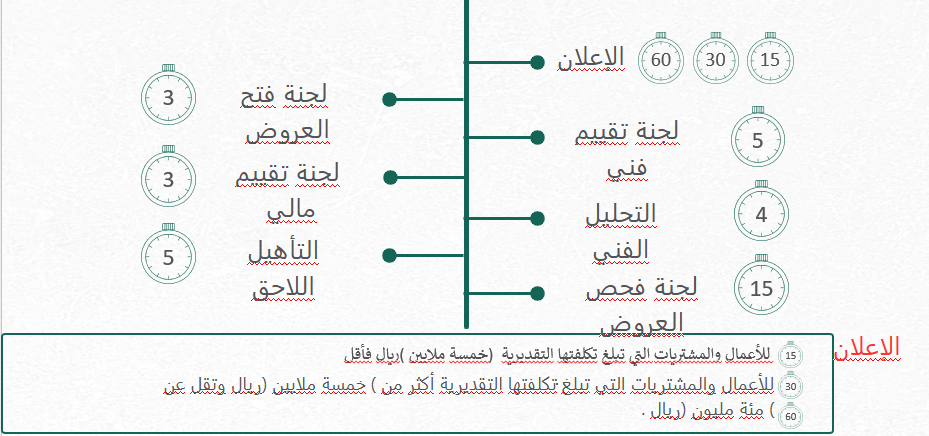 الإعلان 60 30 15
لجنة فتح
العروض
3
لجنة تقييم
فني
5
لجنة تقييم
مالي
3
التحليل
الفني
4
التأهيل
اللاحق
5
لجنة فحص
العروض
15
الإعلان
15 للأعمال والمشتريات التي تبلغ تكلفتها التقديرية (خمسة ملايين )ريال فأقل
30 للأعمال والمشتريات التي تبلغ تكلفتها التقديرية أكثر من ) خمسة ملايين (ريال وتقل عن
60 ) مئة مليون (ريال .